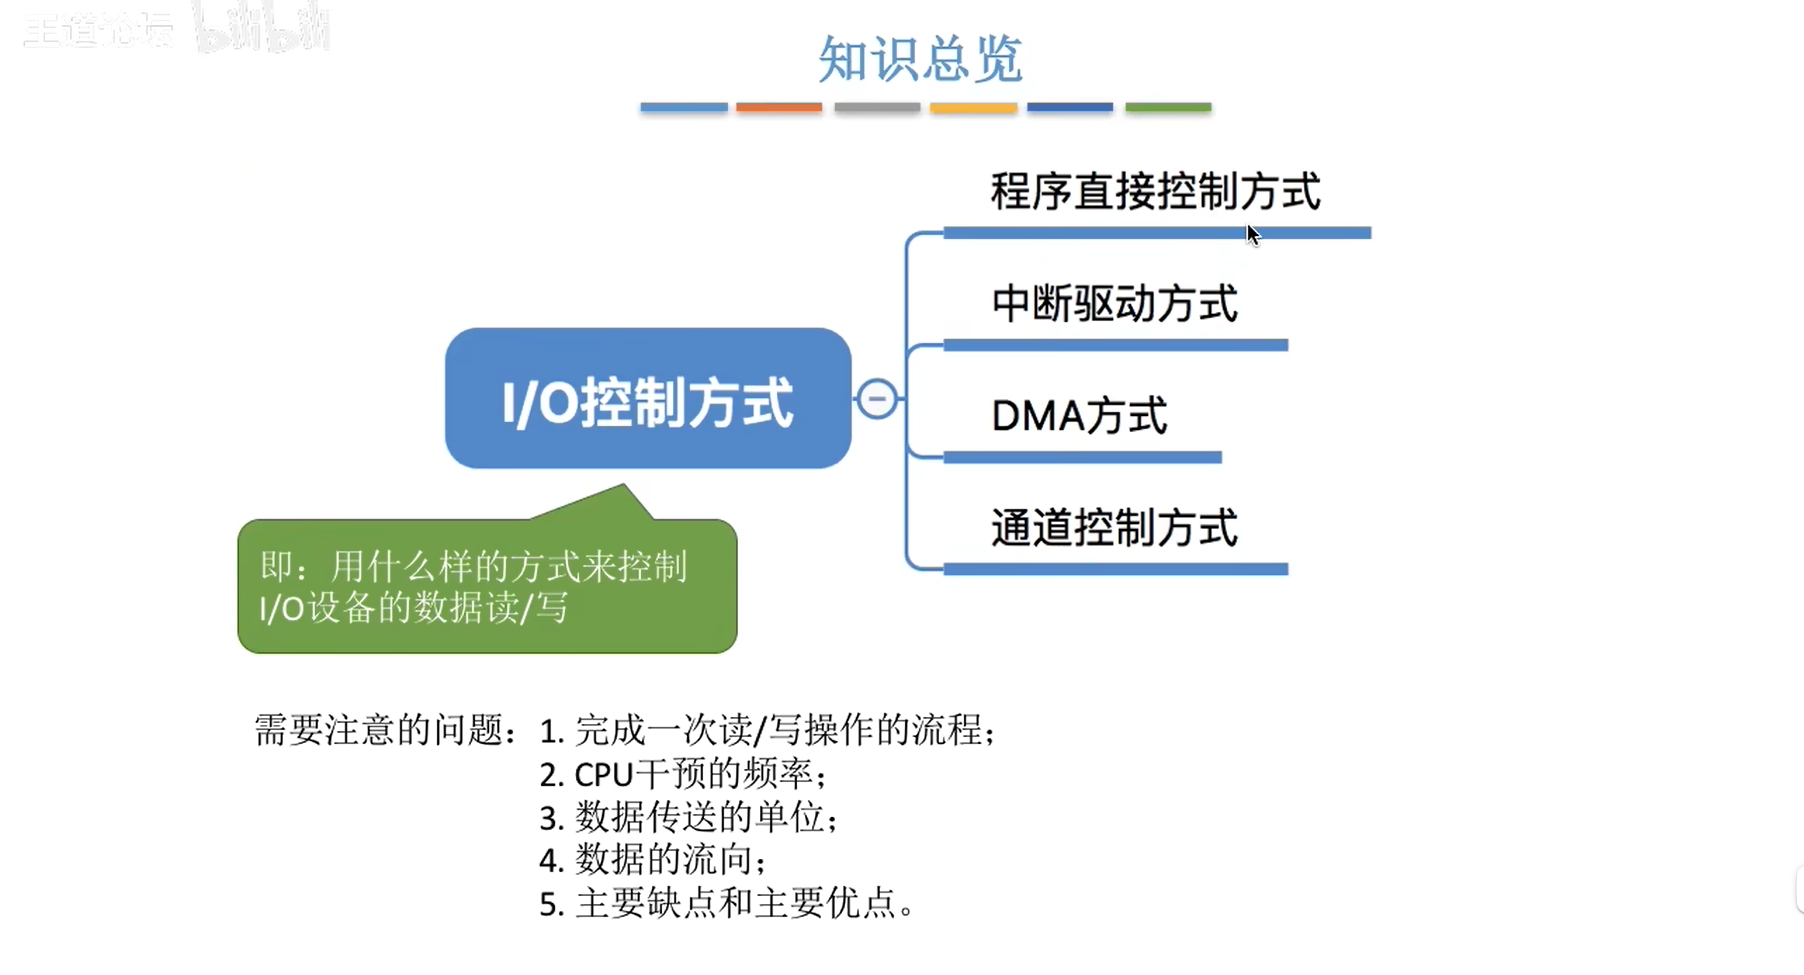 王道论坛 bilibili
知识总览
程序直接控制方式
中断驱动方式
I/O控制方式
DMA方式
通道控制方式
即：用什么样的方式来控制
I/O设备的数据读/写
需要注意的问题：1. 完成一次读/写操作的流程；
2. CPU干预的频率；
3. 数据传送的单位；
4. 数据的流向；
5. 主要缺点和主要优点。